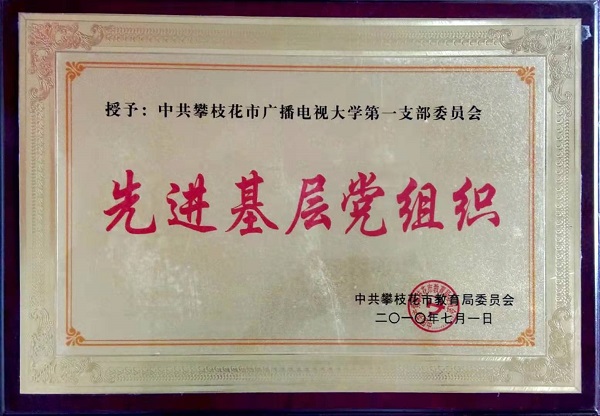 授予：中共攀枝花市广播电视大学第一支部委员会
先进基层党组织
中共攀枝花市教育局委员会
二〇一〇年七月一日